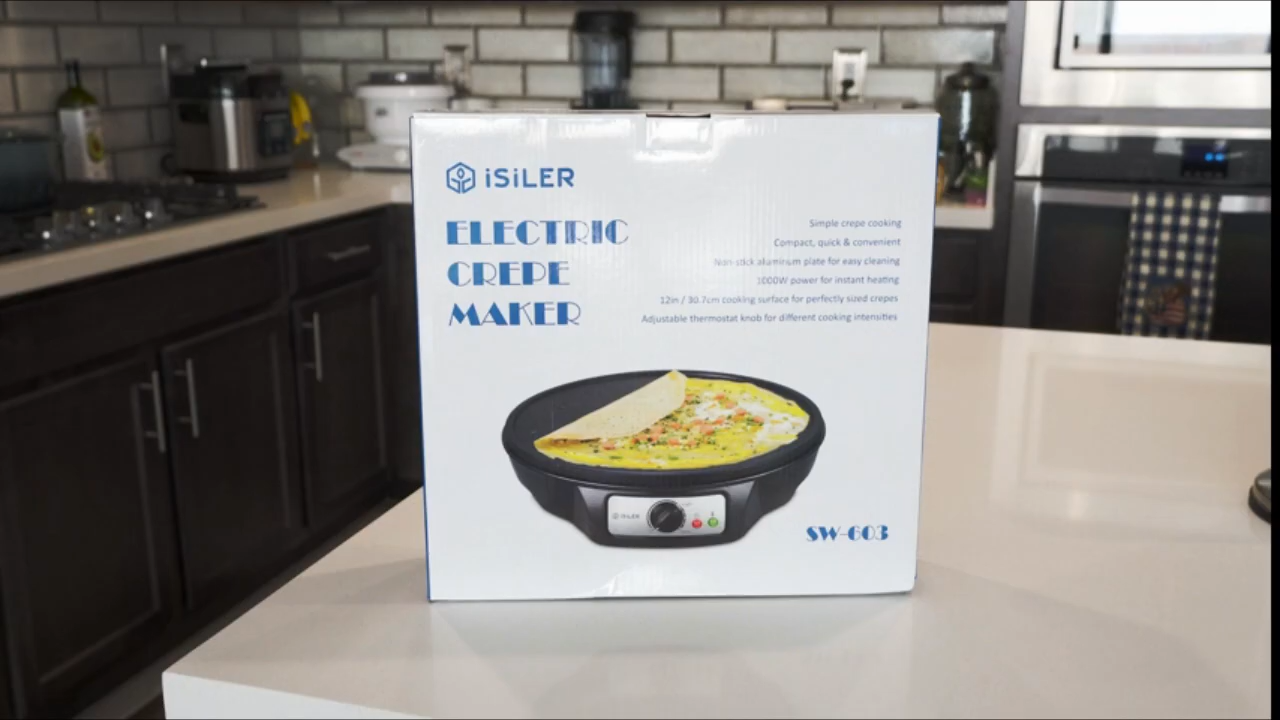 iSiLER
ELECTRIC
CREPE
MAKER
Simple crepe cooking
Compact, quick & convenient
Non-stick aluminum plate for easy cleaning
1000W power for instant heating
12in / 30.7cm cooking surface for perfectly sized crepes
Adjustable thermostat knob for different cooking intensities
iSiLER
SW-603